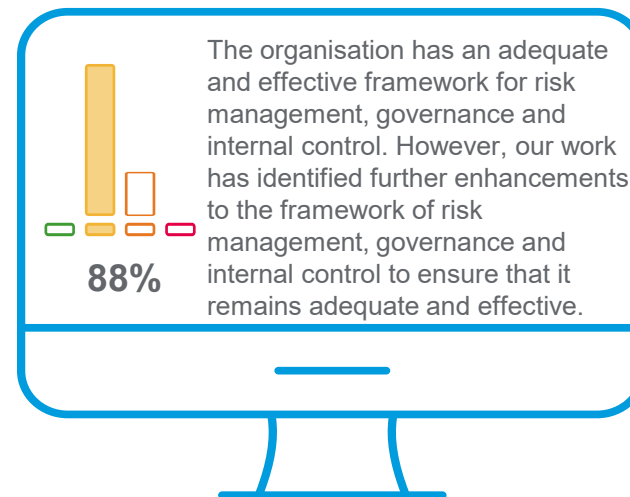 The organisation has an adequate
and effective framework for risk
management, governance and
internal control. However, our work
has identified further enhancements
to the framework of risk
management, governance and
internal control to ensure that it
remains adequate and effective.
88%